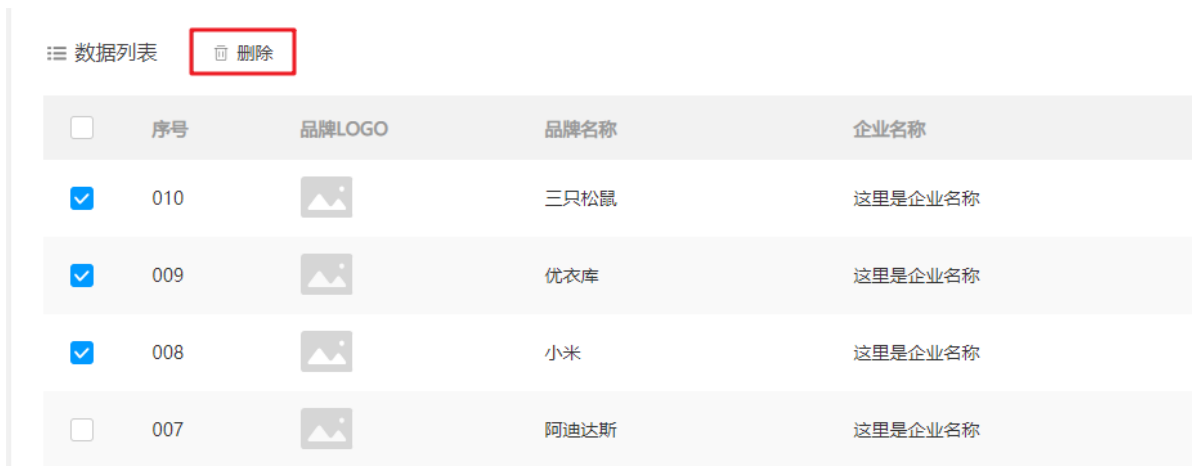 数据列表 删除
序号 品牌LOGO 品牌名称 企业名称
010 三只松鼠 这里是企业名称
009 优衣库 这里是企业名称
008 小米 这里是企业名称
007 阿迪达斯 这里是企业名称